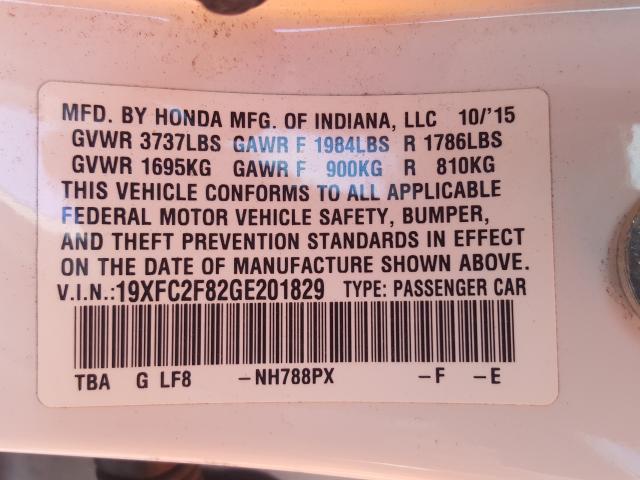 MFD. BY HONDA MFG. OF INDIANA, LLC 10/'15
GVWR 3737LBS GAWR F 1984LBS R 1786LBS
GVWR 1695KG GAWR F 900KG R 810KG
THIS VEHICLE CONFORMS TO ALL APPLICABLE
FEDERAL MOTOR VEHICLE SAFETY, BUMPER,
AND THEFT PREVENTION STANDARDS IN EFFECT
ON THE DATE OF MANUFACTURE SHOWN ABOVE.
V.I.N.:19XFC2F82GE201829 TYPE: PASSENGER CAR
TBA G LF8 -NH788PX -F -E